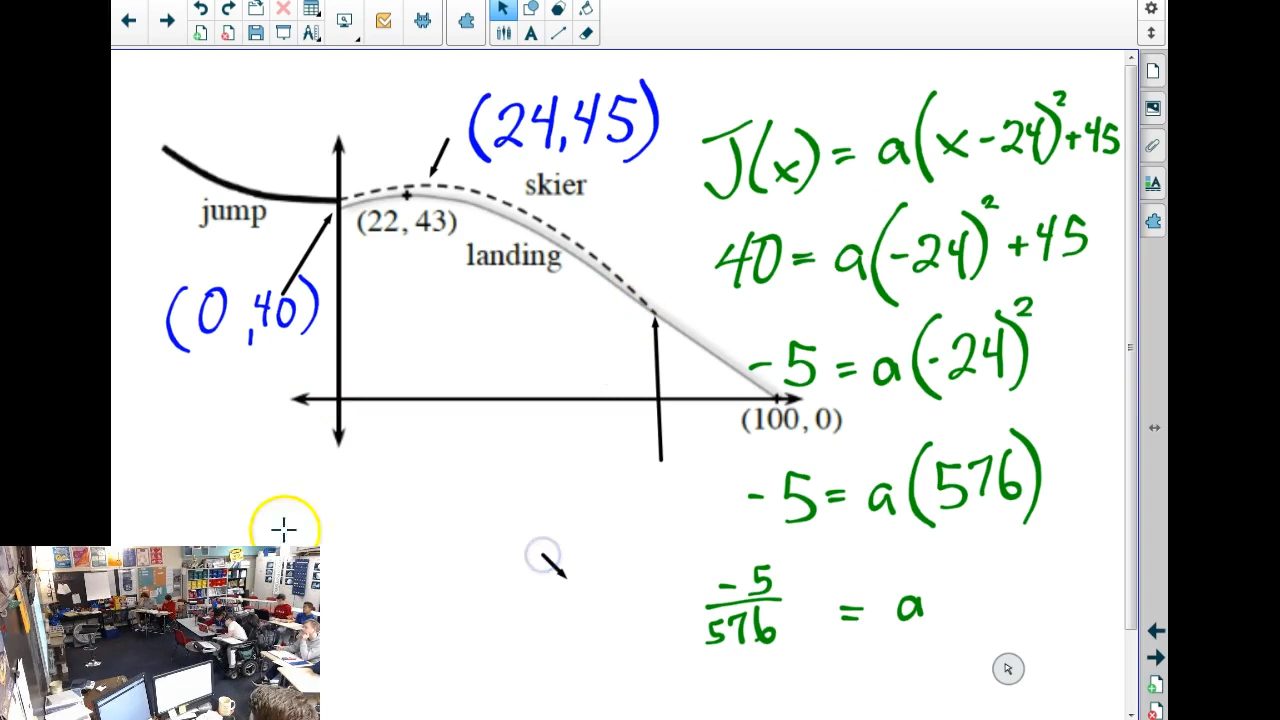 (24,45)
J(x) = a(x-24)²+45
skier
jump
(22, 43)
landing
40 = a(-24)² +45
(0,40)
-5 = a(-24)²
(100, 0)
-5 = a(576)
-5/576 = a